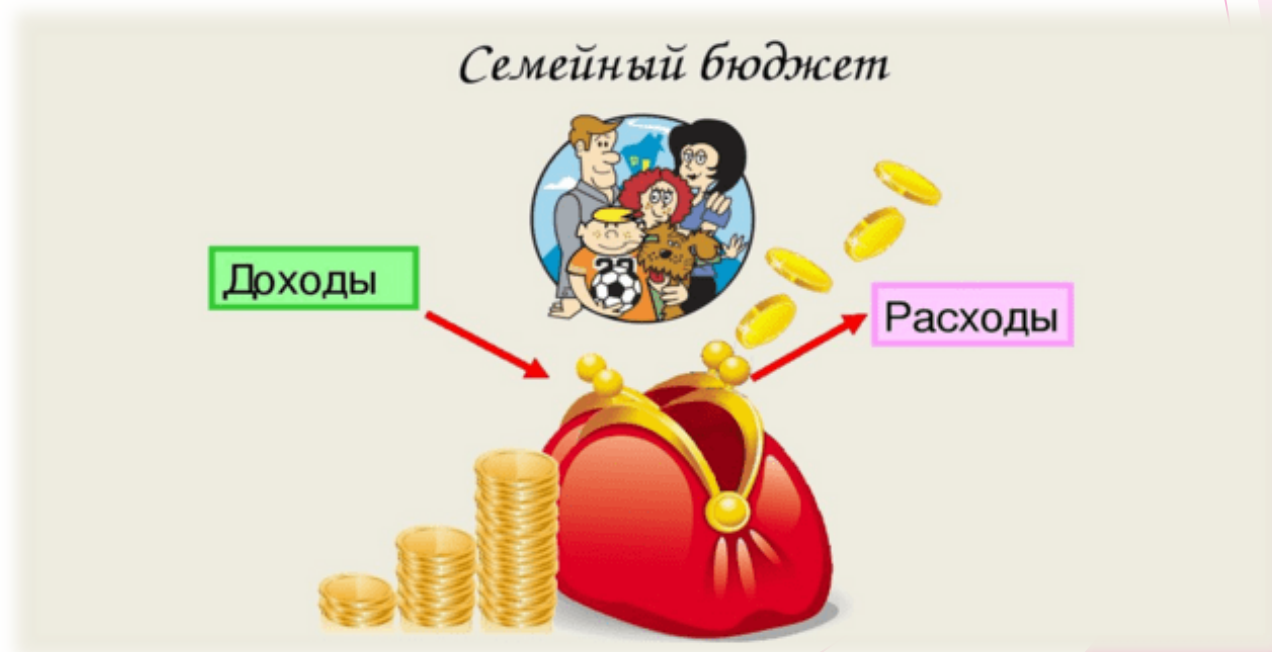 Семейный бюджет
Доходы
Расходы